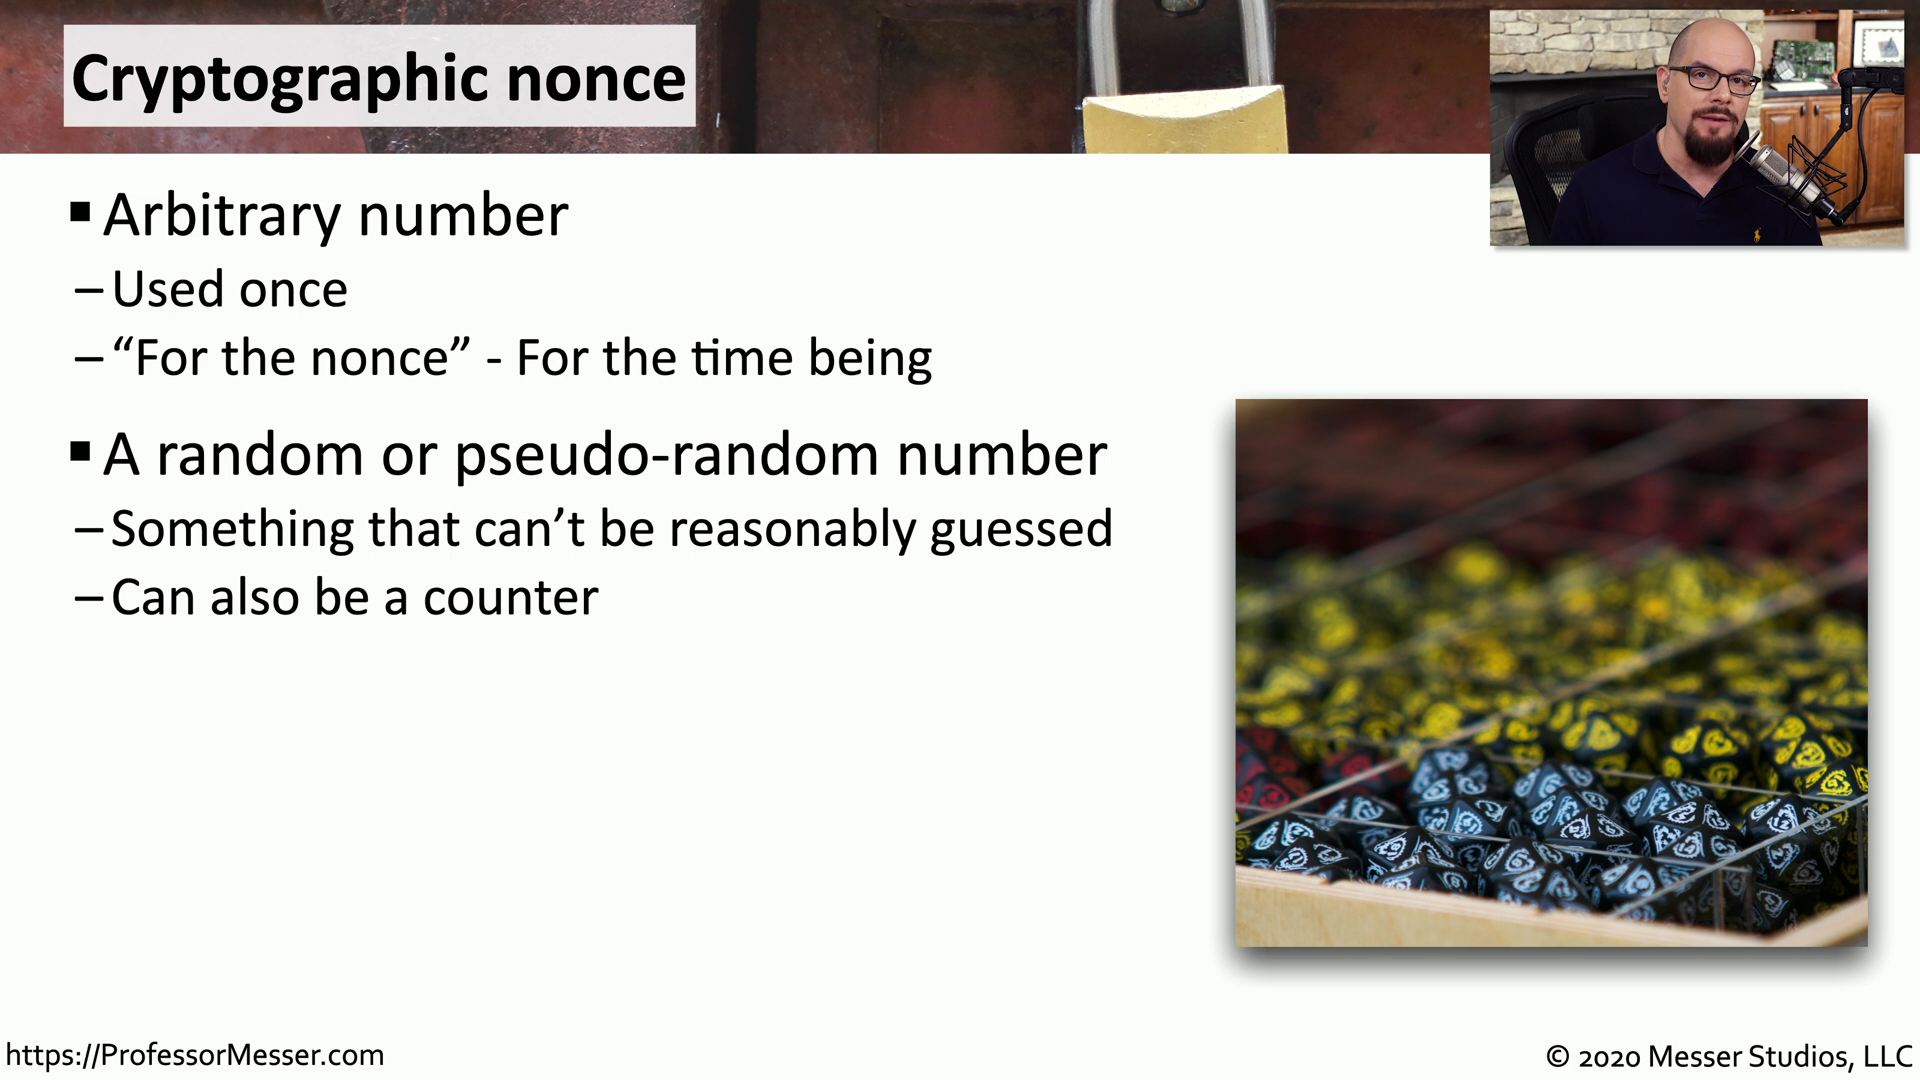 Cryptographic nonce
▪ Arbitrary number
– Used once
– “For the nonce” - For the time being
▪ A random or pseudo-random number
– Something that can’t be reasonably guessed
– Can also be a counter
https://ProfessorMesser.com
© 2020 Messer Studios, LLC